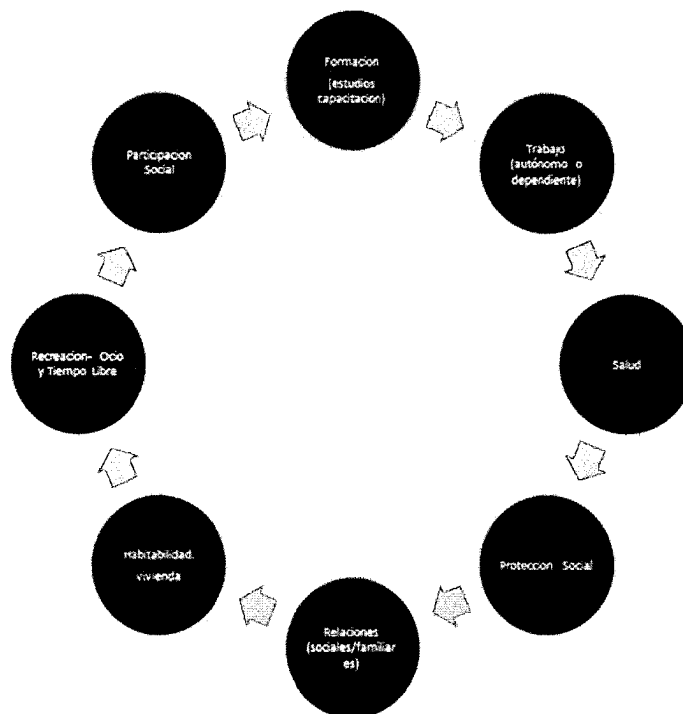 Formacion
(estudios
capacitacion)
Trabajo
(autónomo o
dependiente)
Salud
Proteccion Social
Relaciones
(sociales/familiar
es)
Habitabilidad.
vivienda
Recreacion- Ocio
y Tiempo Libre
Participacion
Social